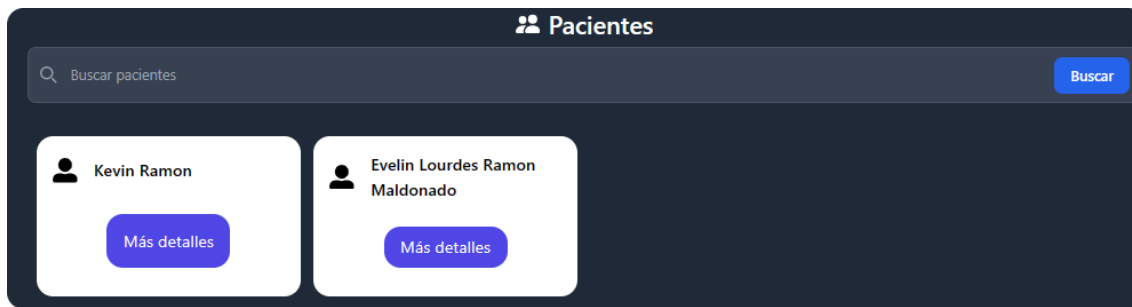 Pacientes
Buscar pacientes
Buscar
Kevin Ramon
Más detalles
Evelin Lourdes Ramon
Maldonado
Más detalles